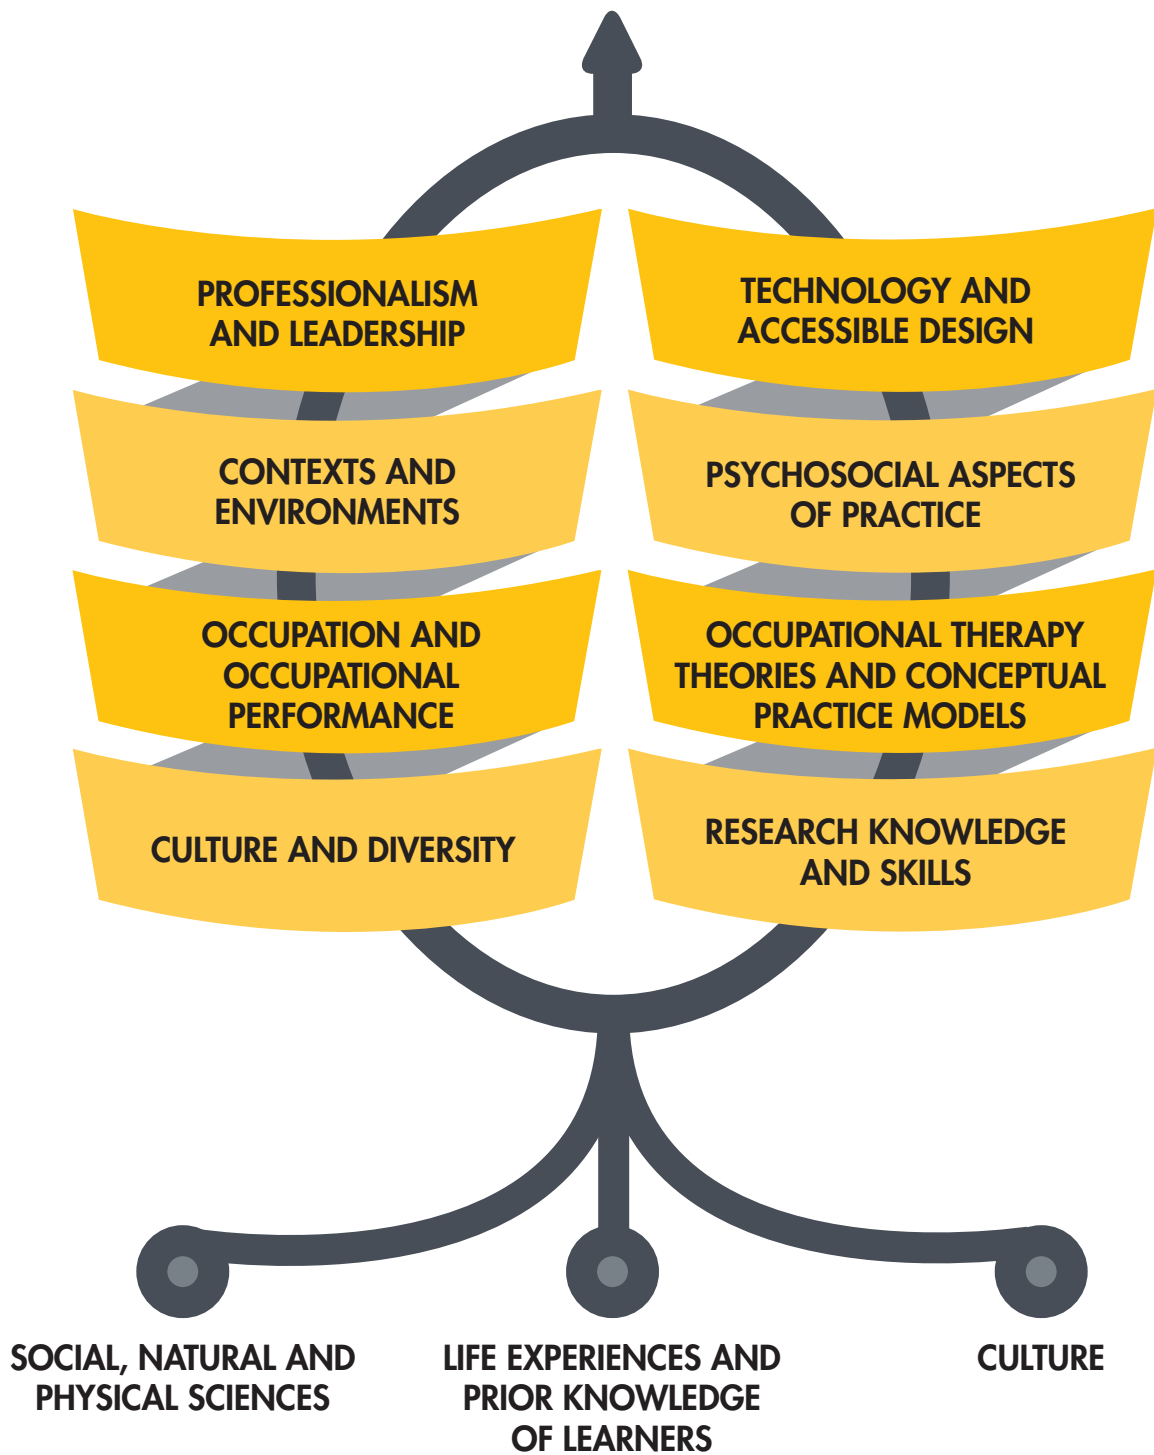 PROFESSIONALISM
AND LEADERSHIP
TECHNOLOGY AND
ACCESSIBLE DESIGN
CONTEXTS AND
ENVIRONMENTS
PSYCHOSOCIAL ASPECTS
OF PRACTICE
OCCUPATION AND
OCCUPATIONAL
PERFORMANCE
OCCUPATIONAL THERAPY
THEORIES AND CONCEPTUAL
PRACTICE MODELS
CULTURE AND DIVERSITY
RESEARCH KNOWLEDGE
AND SKILLS
SOCIAL, NATURAL AND
PHYSICAL SCIENCES
LIFE EXPERIENCES AND
PRIOR KNOWLEDGE
OF LEARNERS
CULTURE